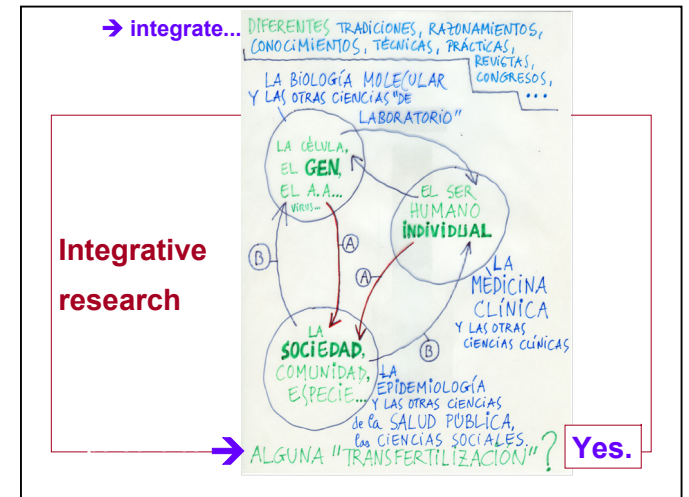 ➔ integrate...
DIFERENTES TRADICIONES, RAZONAMIENTOS,
CONOCIMIENTOS, TÉCNICAS, PRÁCTICAS,
REVISTAS,
CONGRESOS,
...
LA BIOLOGÍA MOLECULAR
Y LAS OTRAS CIENCIAS "DE
LABORATORIO"
LA CÉLULA,
EL GEN,
EL A.A...
VIRUS...
EL SER
HUMANO
INDIVIDUAL
A
B
A
B
Integrative
research
LA
MEDICINA
CLÍNICA
Y LAS OTRAS
CIENCIAS CLÍNICAS
LA
SOCIEDAD,
COMUNIDAD,
ESPECIE...
LA
EPIDEMIOLOGÍA
Y LAS OTRAS CIENCIAS
de la SALUD PÚBLICA,
las CIENCIAS SOCIALES.
➔ ALGUNA "TRANSFERTILIZACIÓN"?
Yes.